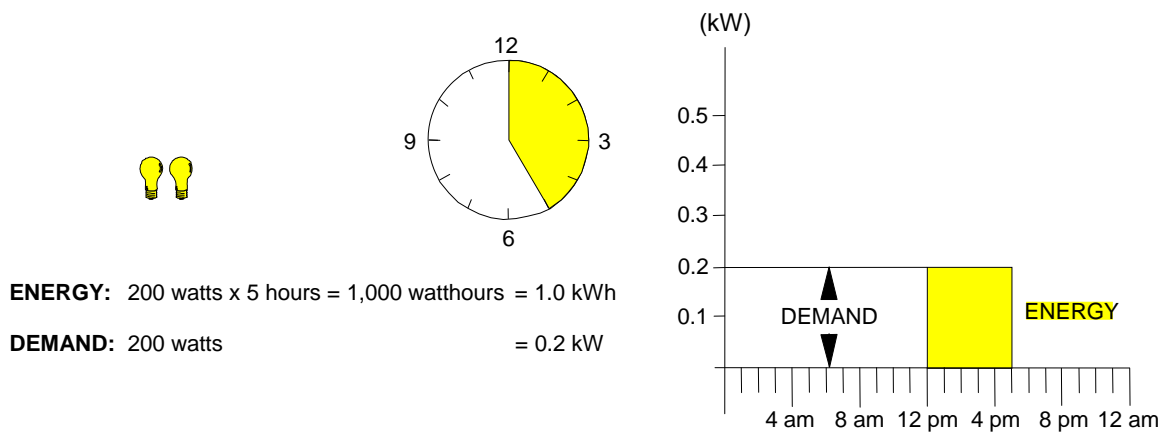 12
9
3
6
ENERGY: 200 watts x 5 hours = 1,000 watthours = 1.0 kWh
DEMAND: 200 watts = 0.2 kW
(kW)
0.5
0.4
0.3
0.2
0.1
DEMAND
ENERGY
4 am 8 am 12 pm 4 pm 8 pm 12 am